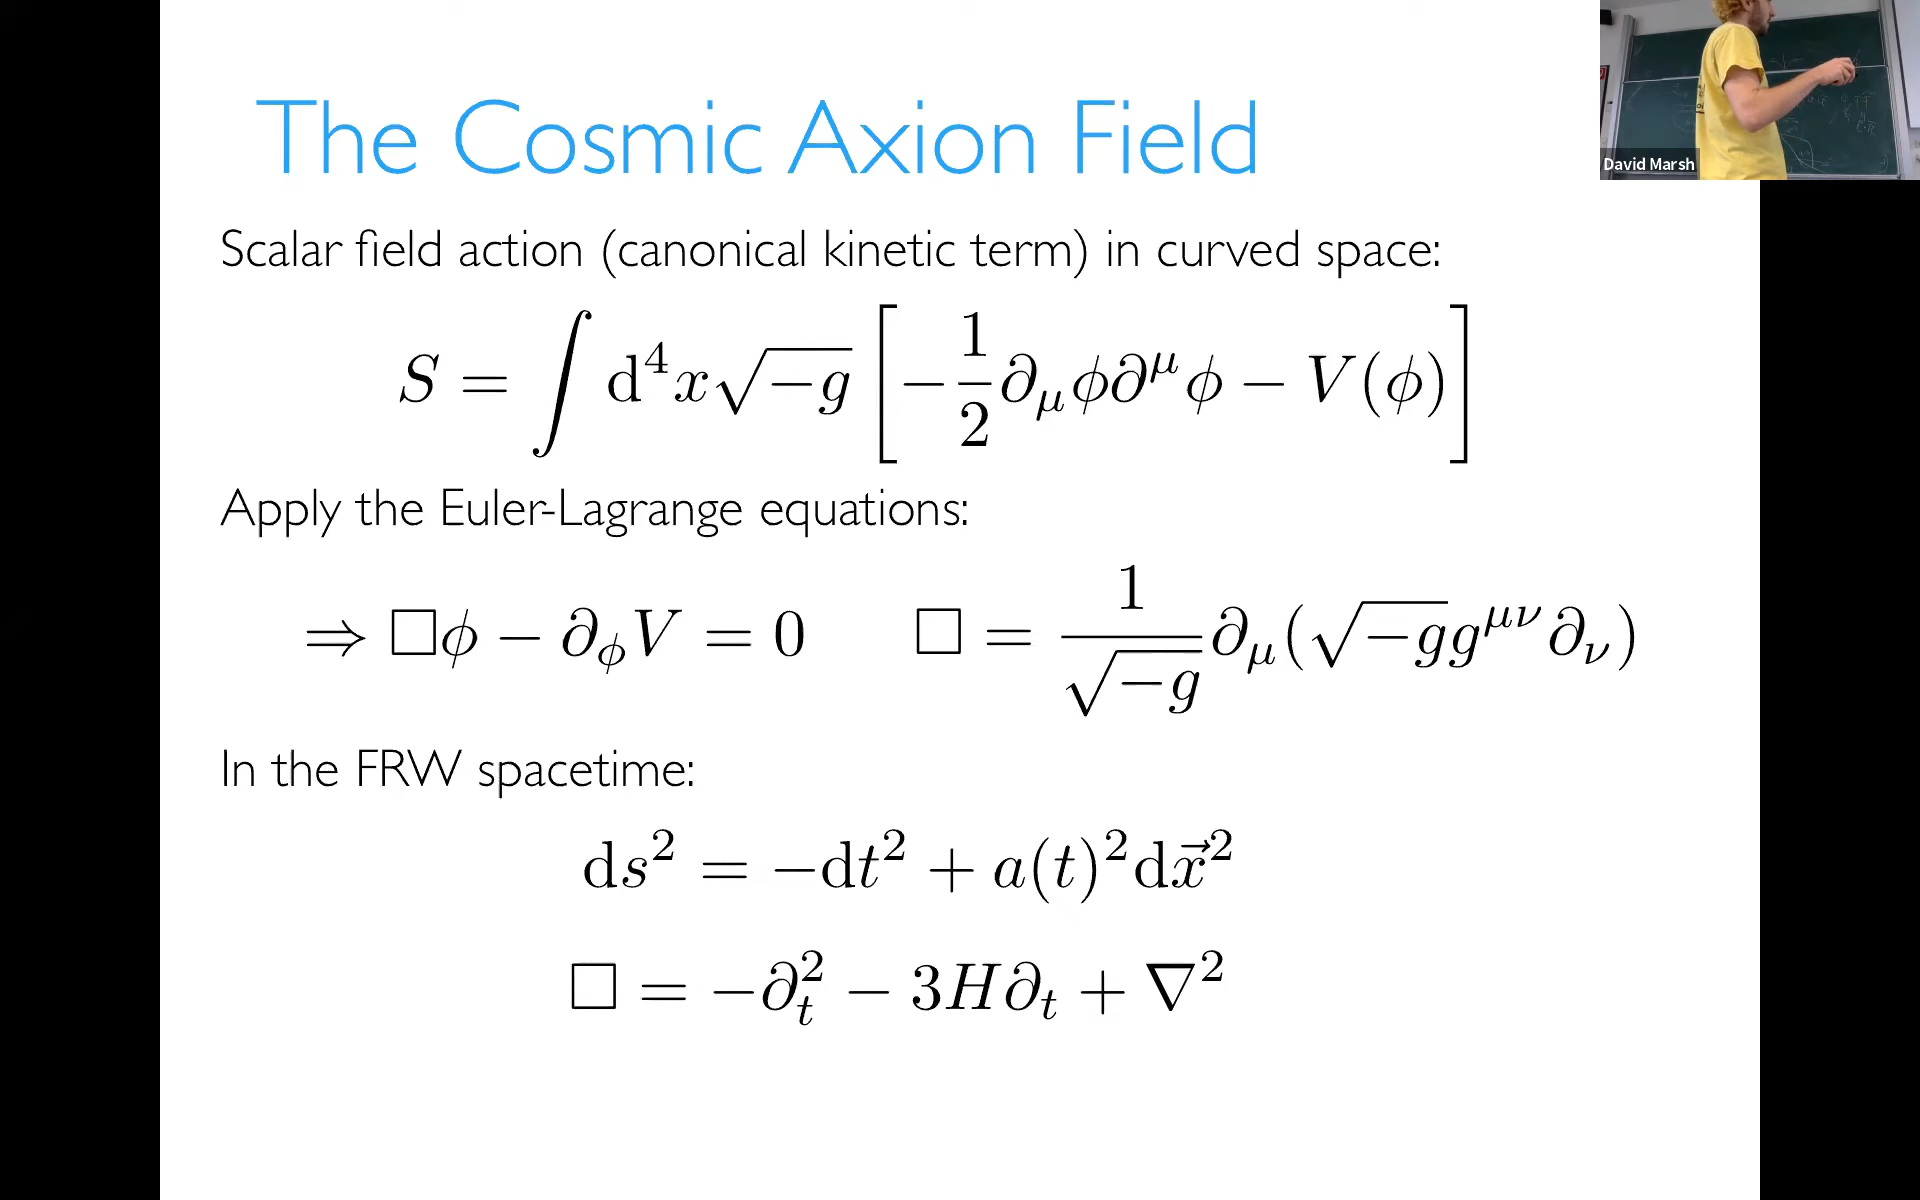 The Cosmic Axion Field
David Marsh
Scalar field action (canonical kinetic term) in curved space:
S = ∫ d⁴x√−g [ −1/2 ∂_μϕ∂^μϕ − V(ϕ) ]
Apply the Euler-Lagrange equations:
⇒ □ϕ − ∂_ϕV = 0    □ = 1/√−g ∂_μ(√−g g^{μν}∂_ν)
In the FRW spacetime:
ds² = −dt² + a(t)²dx⃗²
□ = −∂_t² − 3H∂_t + ∇²